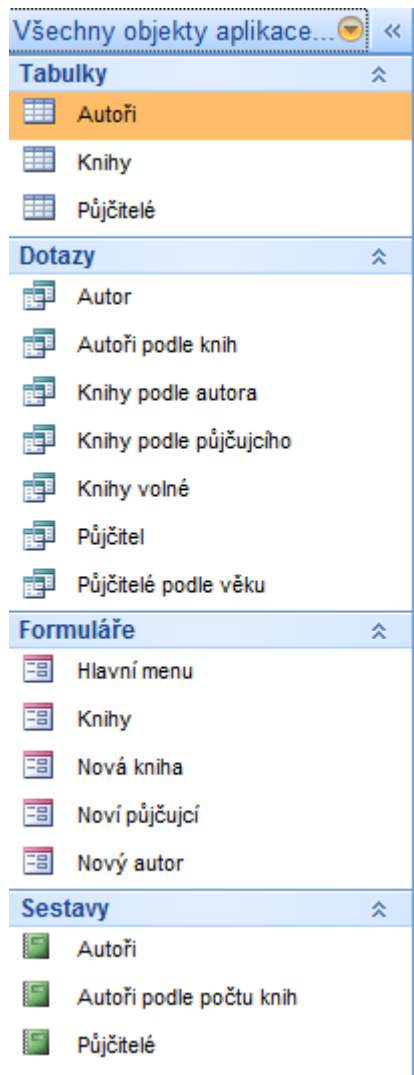 Všechny objekty aplikace...
Tabulky
Autoři
Knihy
Půjčitelé
Dotazy
Autor
Autoři podle knih
Knihy podle autora
Knihy podle půjčujcího
Knihy volné
Půjčitel
Půjčitelé podle věku
Formuláře
Hlavní menu
Knihy
Nová kniha
Noví půjčujcí
Nový autor
Sestavy
Autoři
Autoři podle počtu knih
Půjčitelé